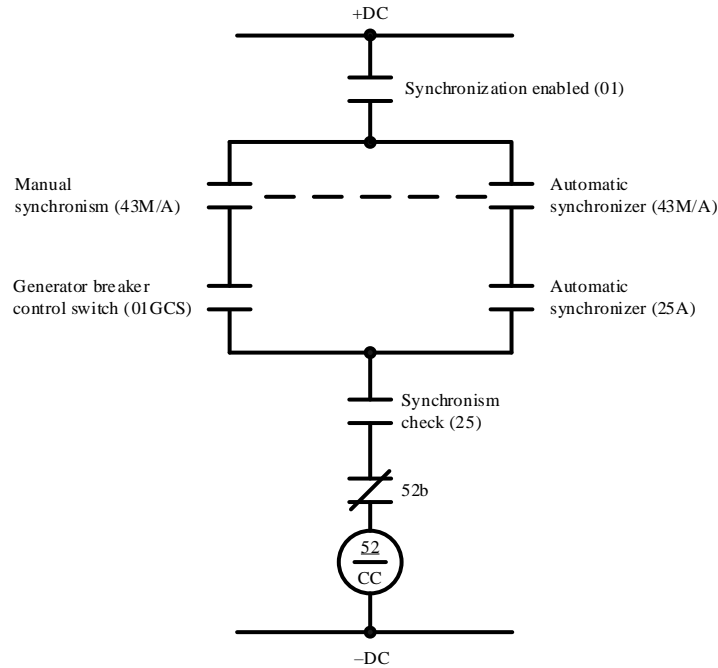 +DC
Synchronization enabled (01)
Manual
synchronism (43M/A)
Automatic
synchronizer (43M/A)
Generator breaker
control switch (01GCS)
Automatic
synchronizer (25A)
Synchronism
check (25)
52b
52
CC
–DC